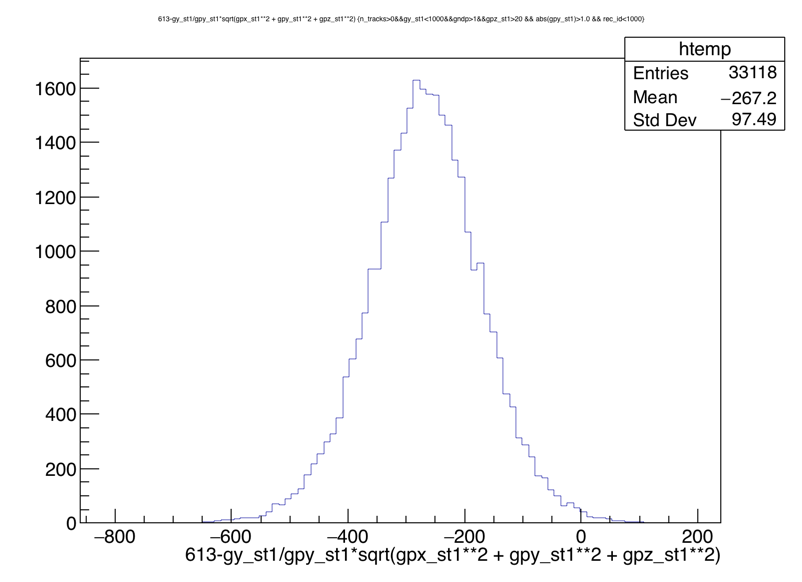 613-gy_st1/gpy_st1*sqrt(gpx_st1**2 + gpy_st1**2 + gpz_st1**2) {n_tracks>0&&gy_st1<1000&&gndp>1&&gpz_st1>20 && abs(gpy_st1)>1.0 && rec_id<1000}
htemp
Entries 33118
Mean −267.2
Std Dev 97.49
1600
1400
1200
1000
800
600
400
200
0
−800 −600 −400 −200 0 200
613-gy_st1/gpy_st1*sqrt(gpx_st1**2 + gpy_st1**2 + gpz_st1**2)